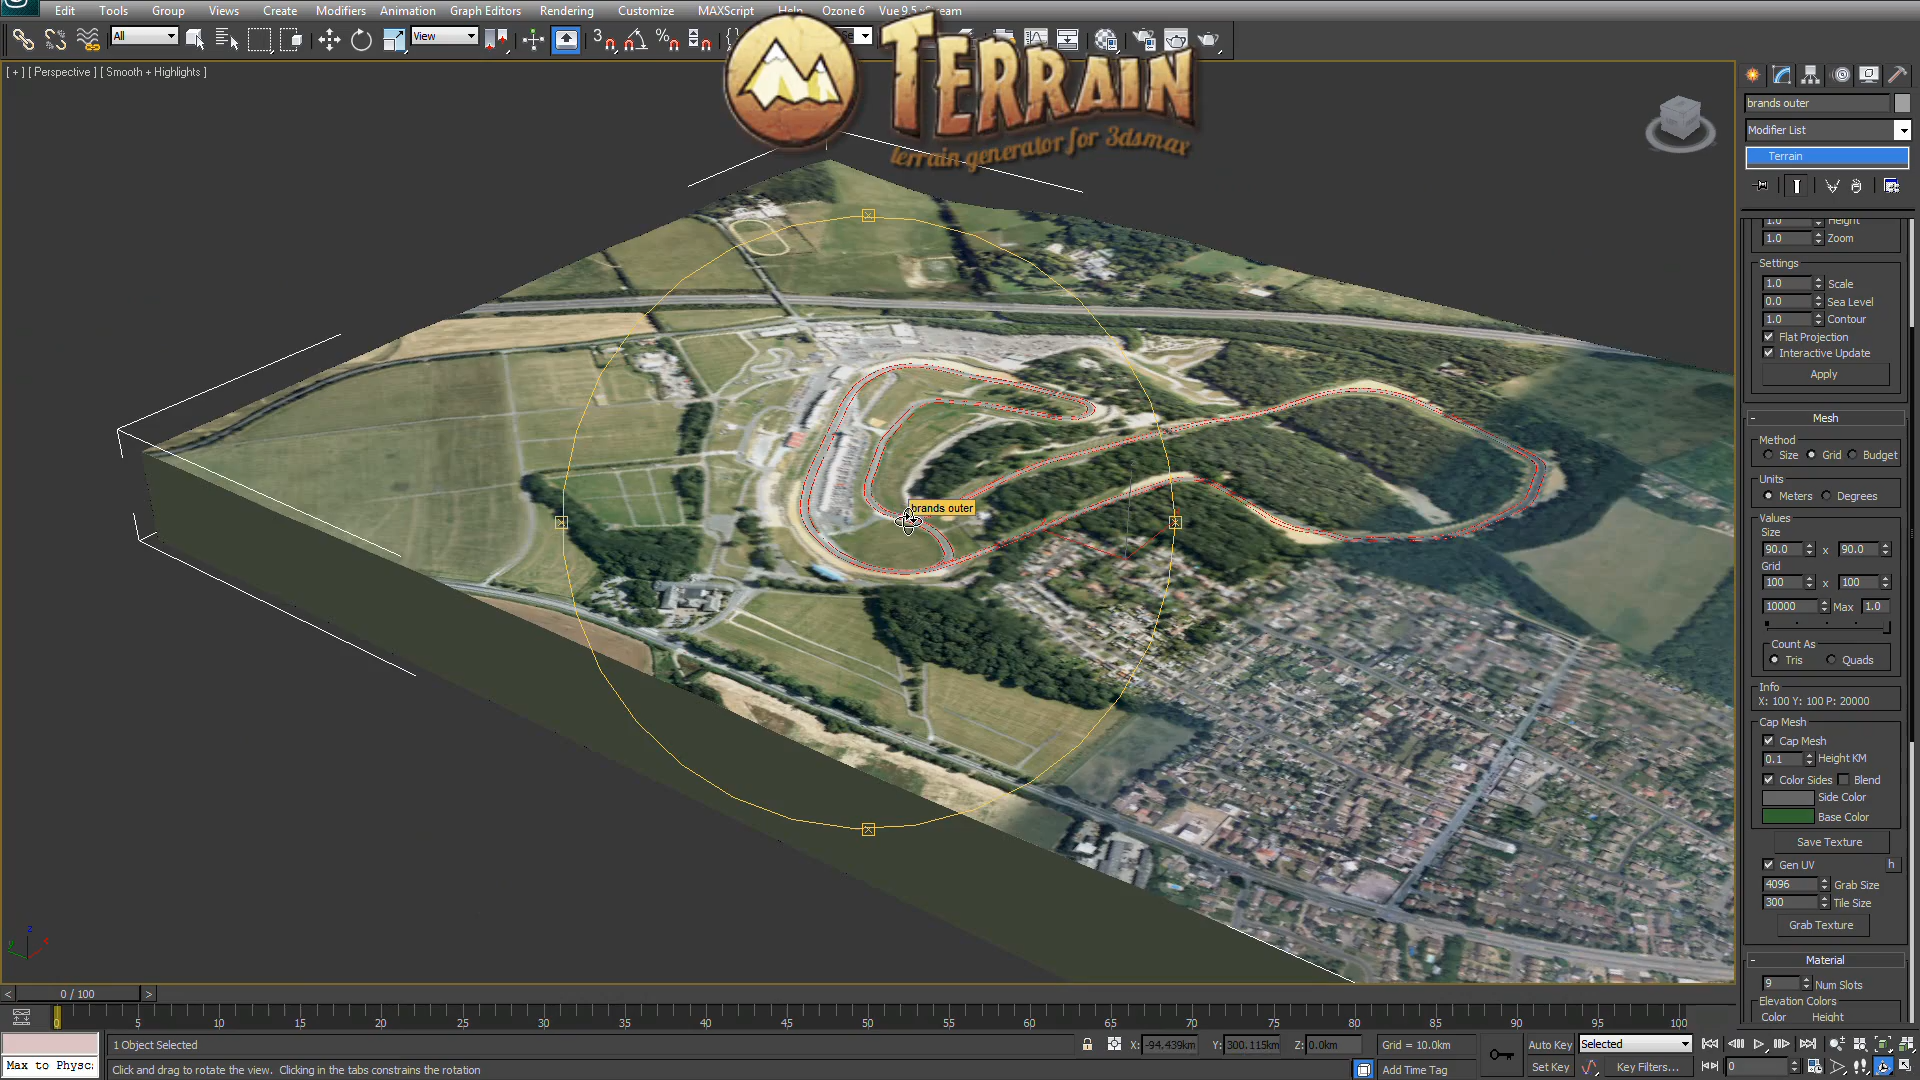 Edit Tools Group Views Create Modifiers Animation Graph Editors Rendering Customize MAXScript Help Ozone 6 Vue 9.5
All
View
3
%
TERRAIN
terrain generator for 3dsmax
[ + ] [ Perspective ] [ Smooth + Highlights ]
brands outer
Modifier List
Terrain
1.0 Height
1.0 Zoom
Settings
1.0 Scale
0.0 Sea Level
1.0 Contour
Flat Projection
Interactive Update
Apply
- Mesh
Method
Size Grid Budget
Units
Meters Degrees
Values
Size
90.0 x 90.0
Grid
100 x 100
10000 Max 1.0
Count As
Tris Quads
Info
X: 100 Y: 100 P: 20000
Cap Mesh
Cap Mesh
0.1 Height KM
Color Sides Blend
Side Color
Base Color
Save Texture
Gen UV h
4096 Grab Size
300 Tile Size
Grab Texture
- Material
9 Num Slots
Elevation Colors
Color Height
brands outer
z
y x
< 0 / 100 >
0 5 10 15 20 25 30 35 40 45 50 55 60 65 70 75 80 85 90 95 100
1 Object Selected
X: -94.439km Y: 300.115km Z: 0.0km Grid = 10.0km
Auto Key Selected
Max to Physc:
Click and drag to rotate the view. Clicking in the tabs constrains the rotation
Add Time Tag
Set Key Key Filters... 0